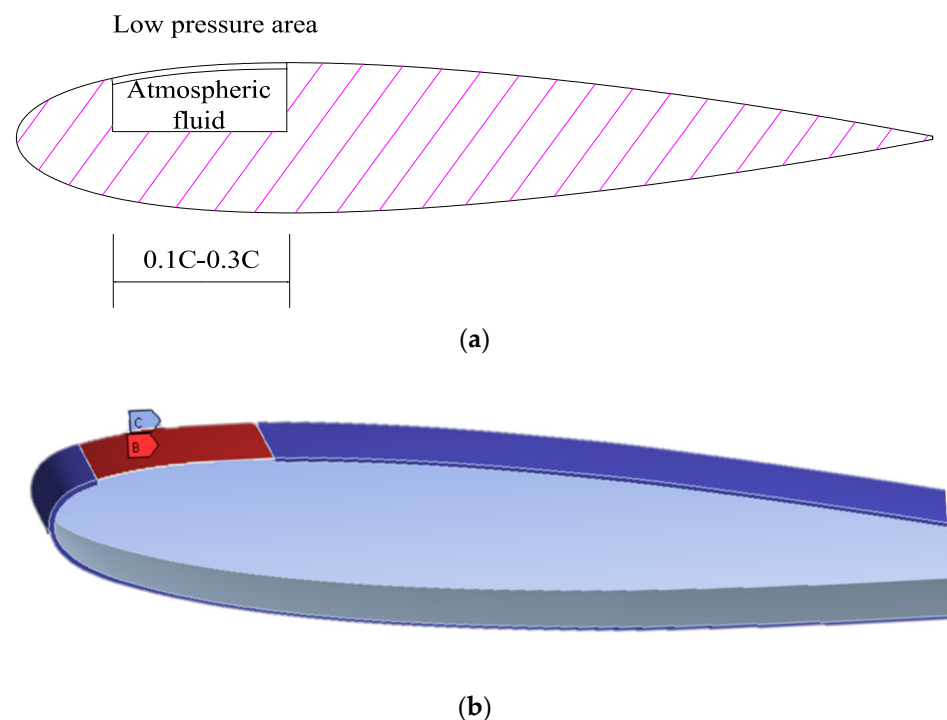 Low pressure area
Atmospheric
fluid
0.1C-0.3C
(a)
C
B
(b)